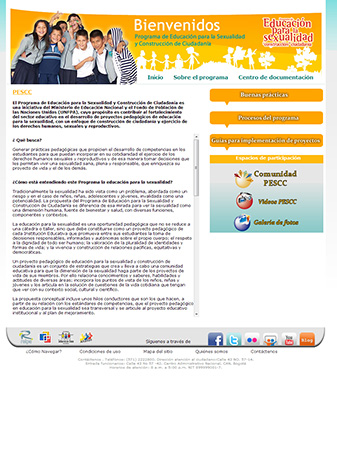 Bienvenidos
Programa de Educación para la Sexualidad
y Construcción de Ciudadanía
Educación
para la
sexualidad
Inicio
Sobre el programa
Centro de documentación
PESCC
El Programa de Educación para la Sexualidad y Construcción de Ciudadanía es
una iniciativa del Ministerio de Educación Nacional y el Fondo de Población de
las Naciones Unidas (UNFPA), cuyo propósito es contribuir al fortalecimiento
del sector educativo en el desarrollo de proyectos pedagógicos de educación
para la sexualidad, con un enfoque de construcción de ciudadanía y ejercicio de
los derechos humanos, sexuales y reproductivos.
¿ Qué busca?
Generar prácticas pedagógicas que propicien el desarrollo de competencias en los
estudiantes para que puedan incorporar en su cotidianidad el ejercicio de los
derechos humanos sexuales y reproductivos y de esa manera tomar decisiones que
les permitan vivir una sexualidad sana, plena y responsable, que enriquezca su
proyecto de vida y el de los demás.
¿Cómo está entendiendo este Programa la educación para la sexualidad?
Tradicionalmente la sexualidad ha sido vista como un problema, abordada como un
riesgo y en el caso de niños, niñas, adolescentes y jóvenes, invalidada como una
potencialidad. La propuesta del Programa de Educación para la Sexualidad y
Construcción de Ciudadanía se diferencia de esa mirada para ver la sexualidad como
una dimensión humana, fuente de bienestar y salud, con diversas funciones,
componentes y contextos.
La educación para la sexualidad es una oportunidad pedagógica que no se reduce a
una cátedra o taller, sino que debe constituirse como un proyecto pedagógico de
cada Institución Educativa que promueva entre sus estudiantes la toma de
decisiones responsables, informadas y autónomas sobre el propio cuerpo; el respeto
a la dignidad de todo ser humano; la valoración de la pluralidad de identidades y
formas de vida; y la vivencia y construcción de relaciones pacíficas, equitativas y
democráticas.
Un proyecto pedagógico de educación para la sexualidad y construcción de
ciudadanía es un conjunto de estrategias que crea y lleva a cabo una comunidad
educativa para que la dimensión de la sexualidad haga parte de los proyectos de
vida de sus miembros. Por ello relaciona conocimientos y saberes, habilidades y
actitudes de diversas áreas; incorpora los puntos de vista de los niños, niñas y
jóvenes y los articula en la solución de cuestiones de la vida cotidiana que tengan
que ver con su contexto social, cultural y científico.
La propuesta conceptual incluye unos hilos conductores que son los que hacen, a
partir de su relación con los estándares de competencias, que el proyecto pedagógico
en educación para la sexualidad sea transversal y se articule al proyecto educativo
institucional u al plan de mejoramiento.
Buenas prácticas
Procesos del programa
Guías para implementación de proyectos
Espacios de participación
Comunidad
PESCC
Videos PESCC
Galería de fotos
Síguenos a través de
You
Blog
¿Cómo Navegar?
Condiciones de uso
Mapa del sitio
Quiénes somos
Contáctenos